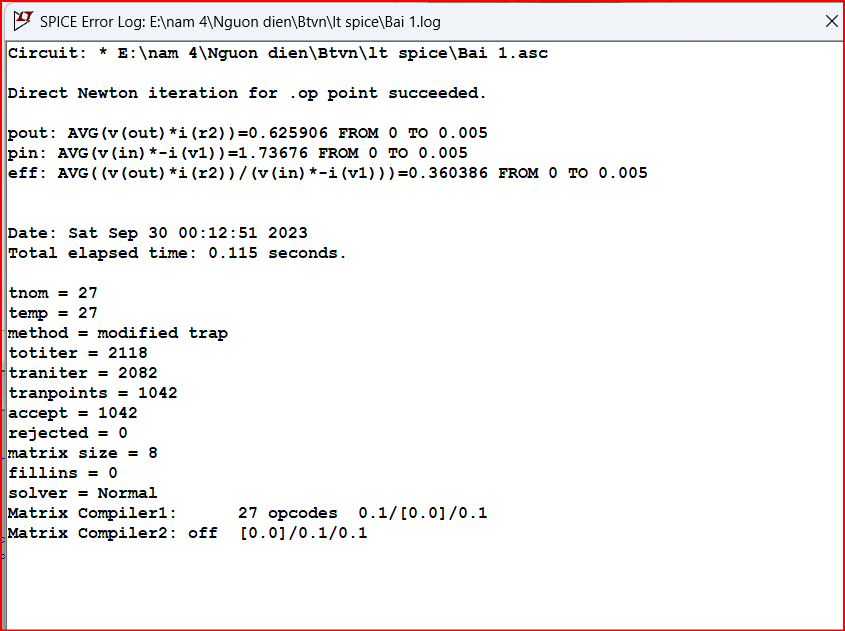 SPICE Error Log: E:\nam 4\Nguon dien\Btvn\lt spice\Bai 1.log
Circuit: * E:\nam 4\Nguon dien\Btvn\lt spice\Bai 1.asc
Direct Newton iteration for .op point succeeded.
pout: AVG(v(out)*i(r2))=0.625906 FROM 0 TO 0.005
pin: AVG(v(in)*-i(v1))=1.73676 FROM 0 TO 0.005
eff: AVG((v(out)*i(r2))/(v(in)*-i(v1)))=0.360386 FROM 0 TO 0.005
Date: Sat Sep 30 00:12:51 2023
Total elapsed time: 0.115 seconds.
tnom = 27
temp = 27
method = modified trap
totiter = 2118
traniter = 2082
tranpoints = 1042
accept = 1042
rejected = 0
matrix size = 8
fillins = 0
solver = Normal
Matrix Compiler1:      27 opcodes  0.1/[0.0]/0.1
Matrix Compiler2: off  [0.0]/0.1/0.1